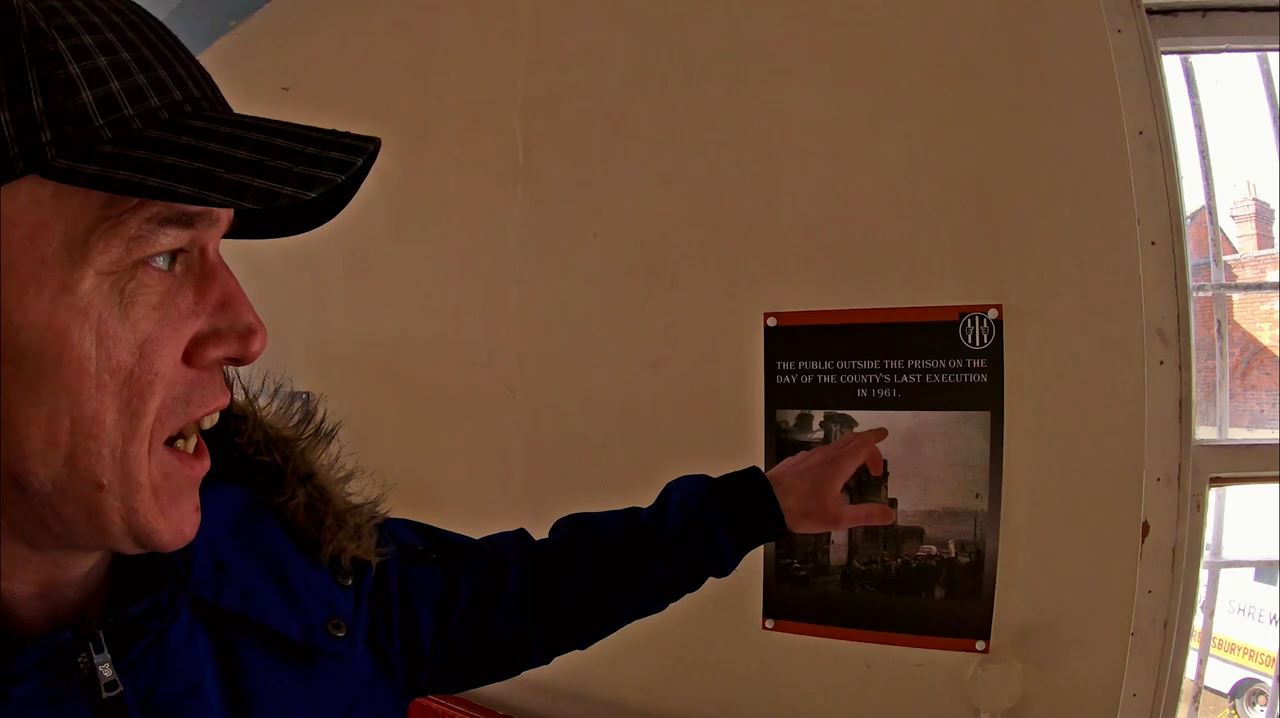 THE PUBLIC OUTSIDE THE PRISON ON THE
DAY OF THE COUNTY'S LAST EXECUTION
IN 1961.
SHREW
SBURYPRISON